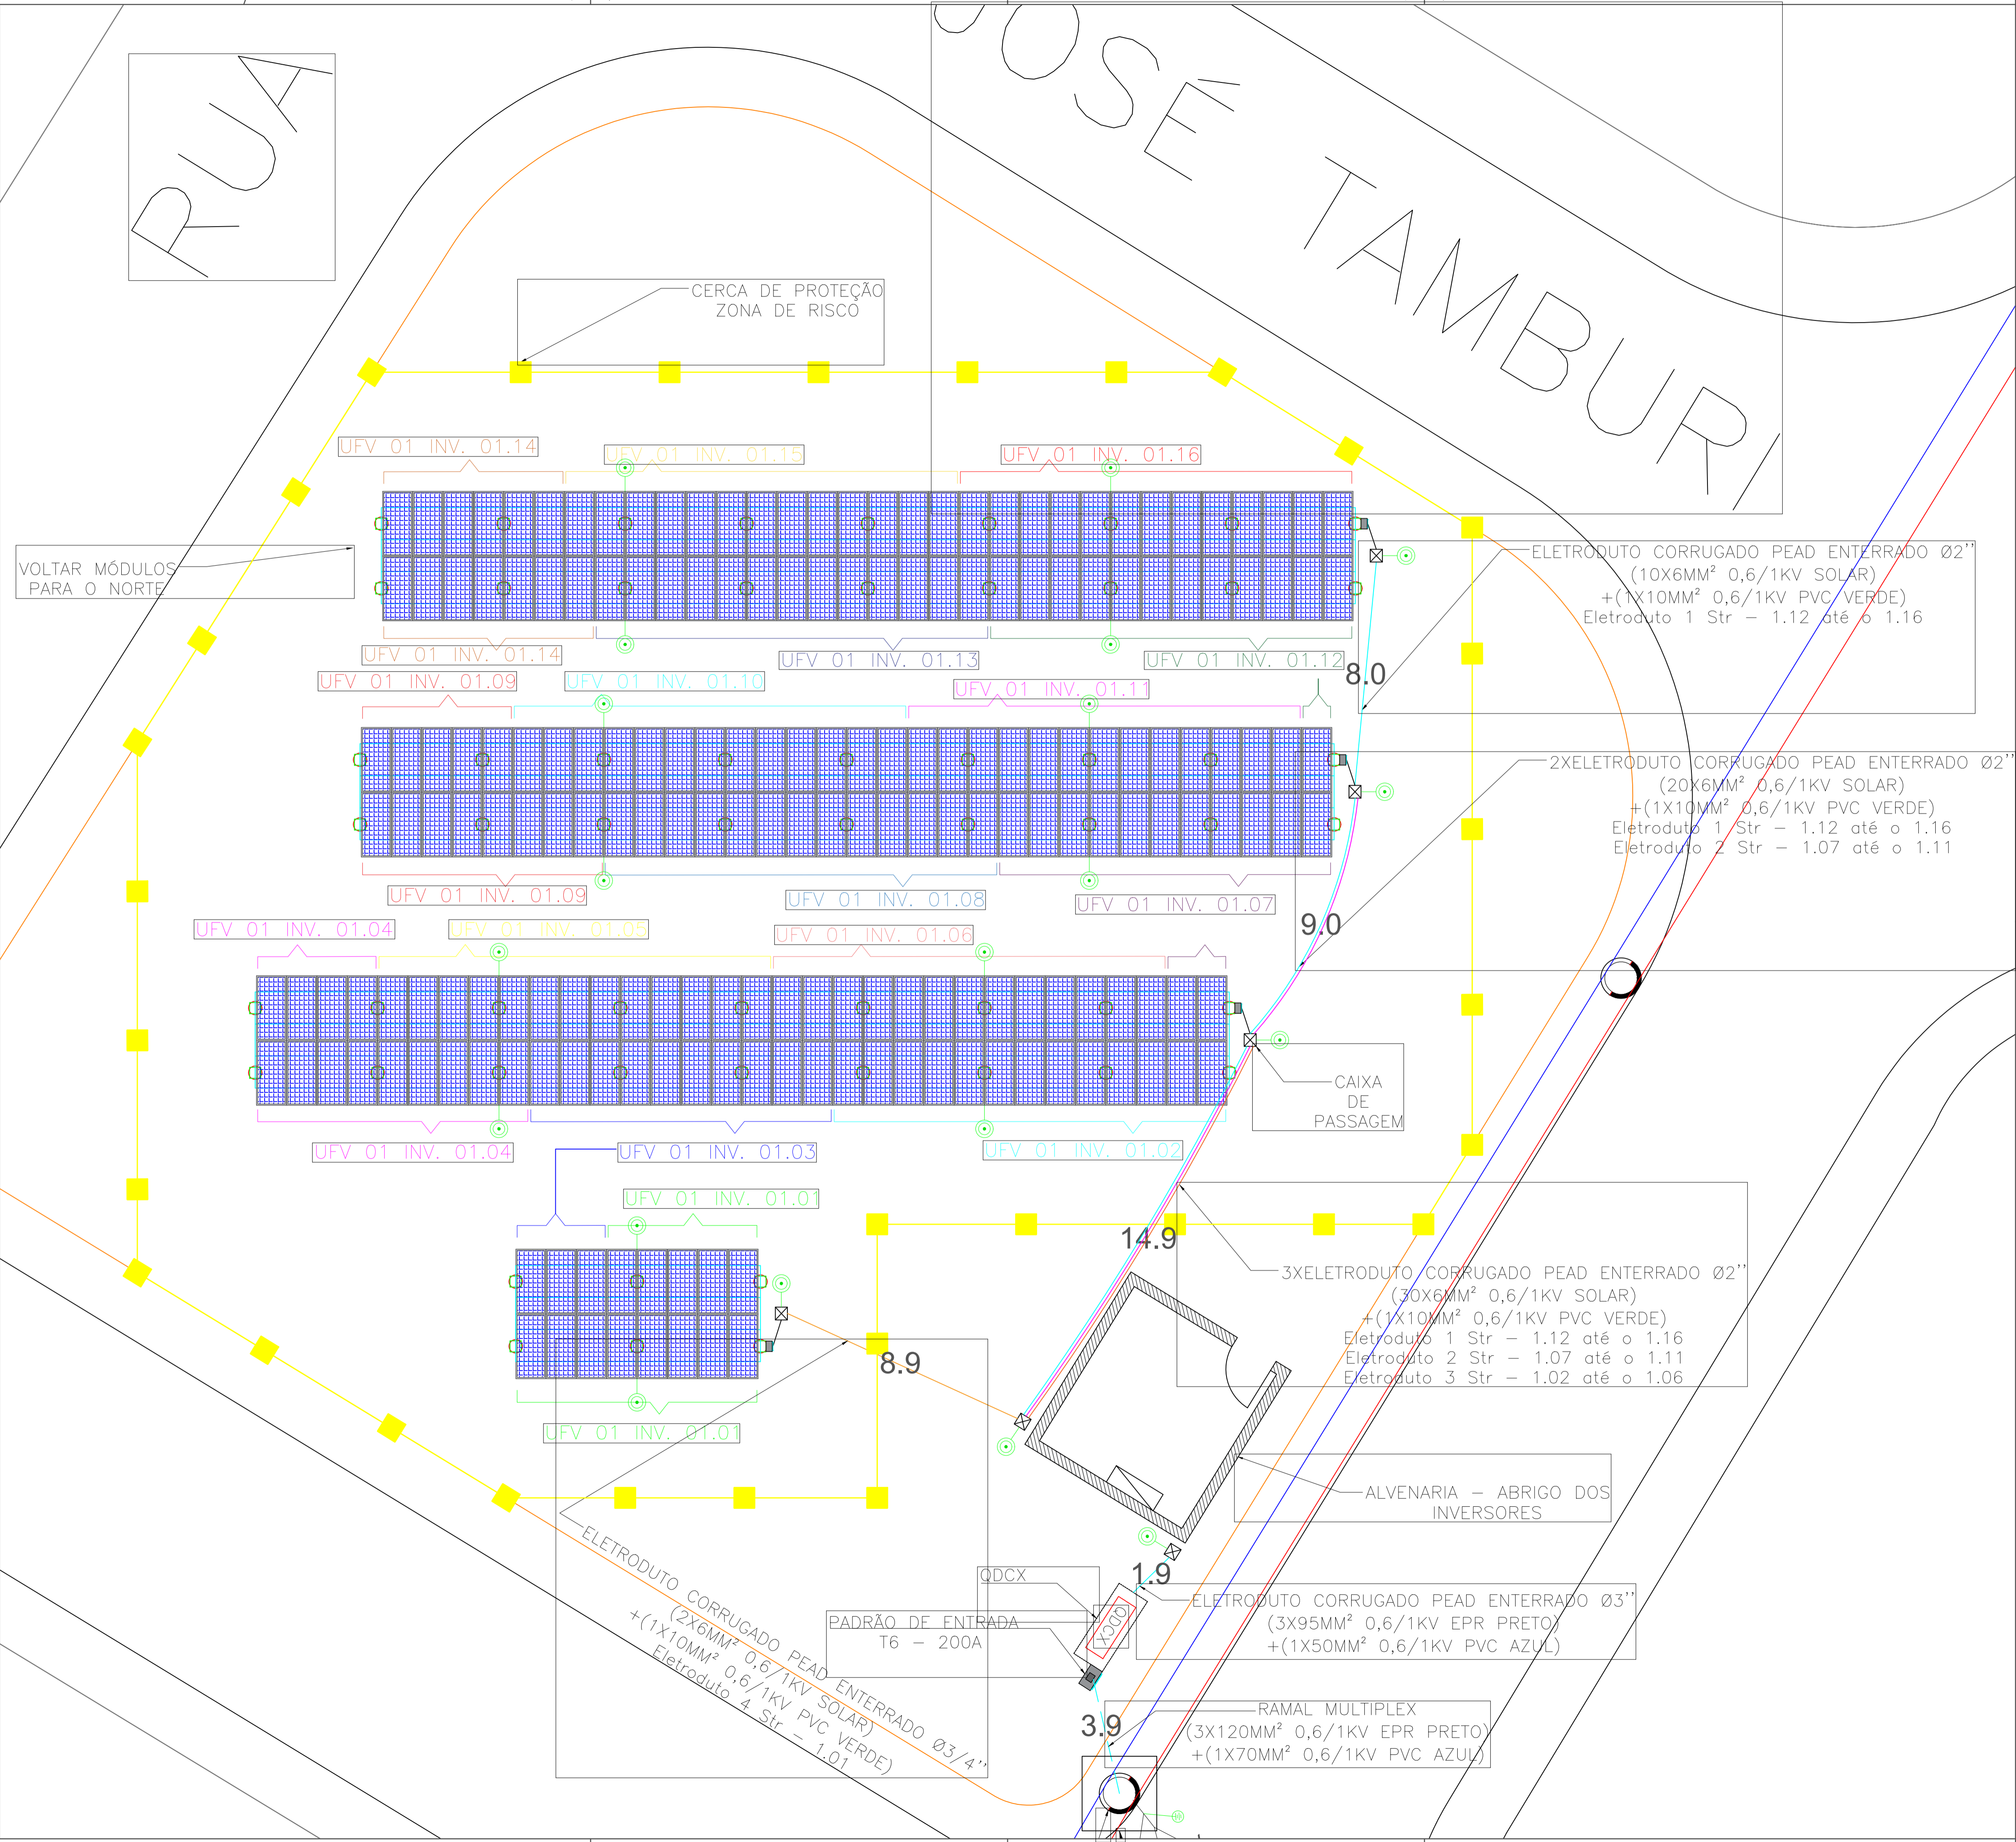 RUA
JOSÉ TAMBURI
CERCA DE PROTEÇÃO
ZONA DE RISCO
UFV 01 INV. 01.14
UFV 01 INV. 01.15
UFV 01 INV. 01.16
VOLTAR MÓDULOS
PARA O NORTE
ELETRODUTO CORRUGADO PEAD ENTERRADO Ø2''
(10X6MM² 0,6/1KV SOLAR)
+(1X10MM² 0,6/1KV PVC VERDE)
Eletroduto 1 Str – 1.12 até o 1.16
UFV 01 INV. 01.14
UFV 01 INV. 01.13
UFV 01 INV. 01.12
8.0
UFV 01 INV. 01.09
UFV 01 INV. 01.10
UFV 01 INV. 01.11
2XELETRODUTO CORRUGADO PEAD ENTERRADO Ø2''
(20X6MM² 0,6/1KV SOLAR)
+(1X10MM² 0,6/1KV PVC VERDE)
Eletroduto 1 Str – 1.12 até o 1.16
Eletroduto 2 Str – 1.07 até o 1.11
UFV 01 INV. 01.09
UFV 01 INV. 01.08
UFV 01 INV. 01.07
9.0
UFV 01 INV. 01.04
UFV 01 INV. 01.05
UFV 01 INV. 01.06
CAIXA
DE
PASSAGEM
UFV 01 INV. 01.04
UFV 01 INV. 01.03
UFV 01 INV. 01.02
UFV 01 INV. 01.01
14.9
3XELETRODUTO CORRUGADO PEAD ENTERRADO Ø2''
(30X6MM² 0,6/1KV SOLAR)
+(1X10MM² 0,6/1KV PVC VERDE)
Eletroduto 1 Str – 1.12 até o 1.16
Eletroduto 2 Str – 1.07 até o 1.11
Eletroduto 3 Str – 1.02 até o 1.06
8.9
UFV 01 INV. 01.01
ALVENARIA – ABRIGO DOS
INVERSORES
ELETRODUTO CORRUGADO PEAD ENTERRADO Ø3/4''
(2X6MM² 0,6/1KV SOLAR)
+(1X10MM² 0,6/1KV PVC VERDE)
Eletroduto 4 Str – 1.01
QDCX
1.9
QDCX
PADRÃO DE ENTRADA
T6 – 200A
ELETRODUTO CORRUGADO PEAD ENTERRADO Ø3''
(3X95MM² 0,6/1KV EPR PRETO)
+(1X50MM² 0,6/1KV PVC AZUL)
3.9
RAMAL MULTIPLEX
(3X120MM² 0,6/1KV EPR PRETO)
+(1X70MM² 0,6/1KV PVC AZUL)